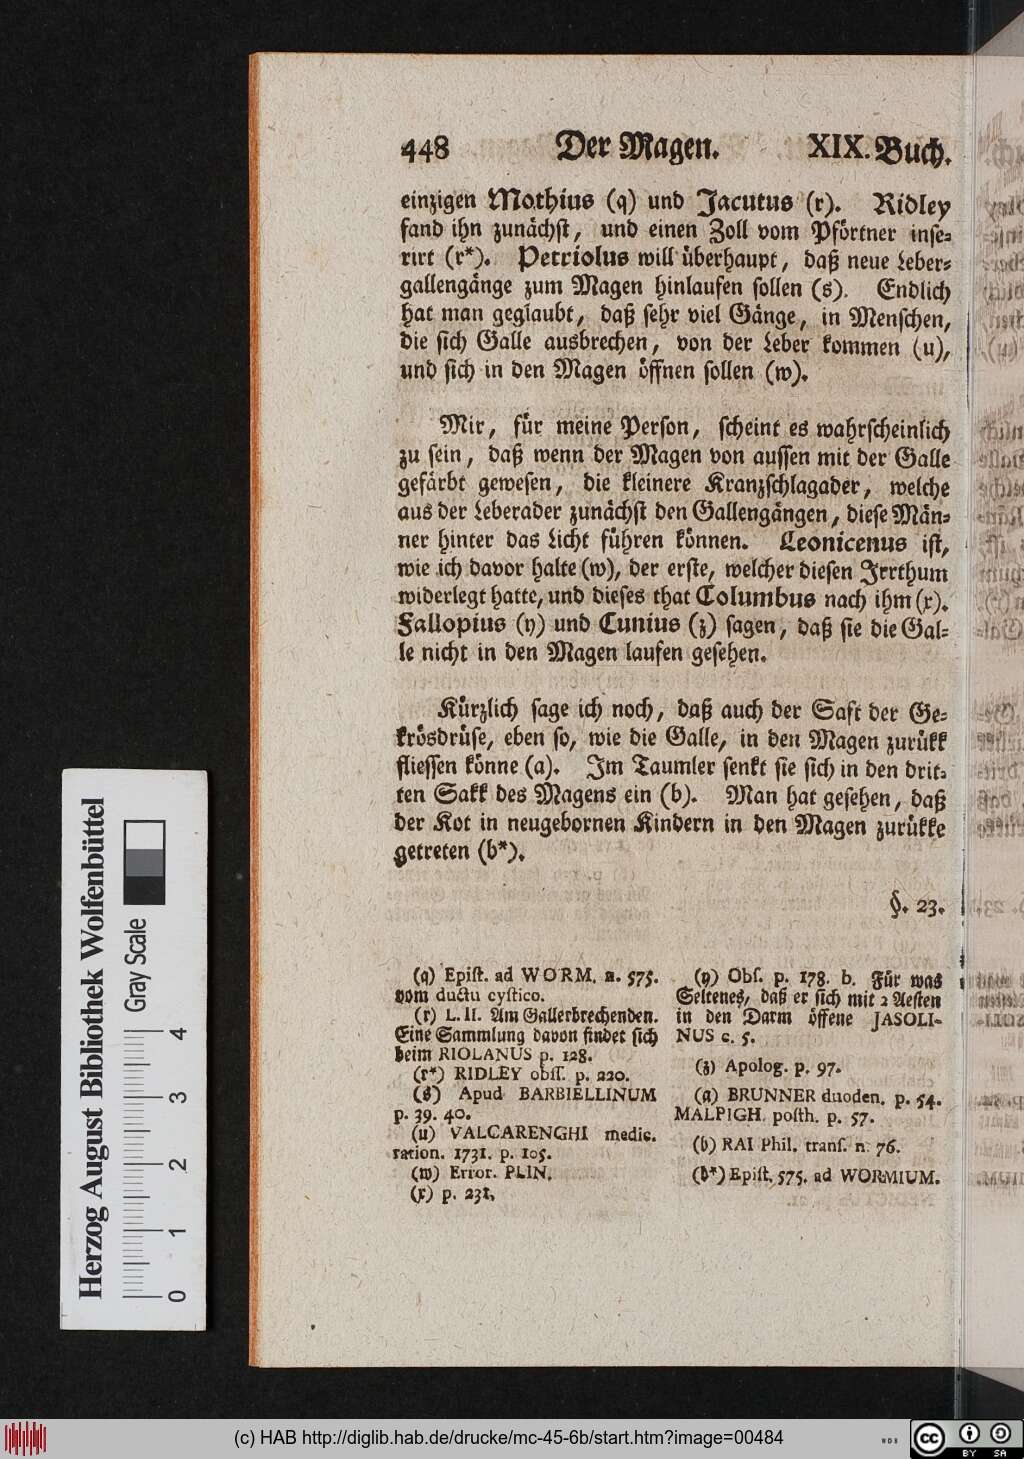 448 Der Magen. XIX. Buch.
einzigen Mothius (q) und Jacutus (r). Ridley
fand ihn zunächst, und einen Zoll vom Pförtner inse-
rirt (r*). Petriolus will überhaupt, daß neue Leber-
gallengänge zum Magen hinlaufen sollen (s). Endlich
hat man geglaubt, daß sehr viel Gänge, in Menschen,
die sich Galle ausbrechen, von der Leber kommen (u),
und sich in den Magen öffnen sollen (w).
Mir, für meine Person, scheint es wahrscheinlich
zu sein, daß wenn der Magen von aussen mit der Galle
gefärbt gewesen, die kleinere Kranzschlagader, welche
aus der Leberader zunächst den Gallengängen, diese Män-
ner hinter das Licht führen können. Leonicenus ist,
wie ich davor halte (w), der erste, welcher diesen Irrthum
widerlegt hatte, und dieses that Columbus nach ihm (x).
Fallopius (y) und Cunius (z) sagen, daß sie die Gal-
le nicht in den Magen laufen gesehen.
Kürzlich sage ich noch, daß auch der Saft der Ge-
krösdrüse, eben so, wie die Galle, in den Magen zurükk
fliessen könne (a). Im Taumler senkt sie sich in den drit-
ten Sakk des Magens ein (b). Man hat gesehen, daß
der Kot in neugebornen Kindern in den Magen zurükke
getreten (b*).
§. 23.
(q) Epist. ad WORM. n. 575.
vom ductu cystico.
(r) L. II. Am Gallerbrechenden.
Eine Sammlung davon findet sich
beim RIOLANUS p. 128.
(r*) RIDLEY obss. p. 220.
(s) Apud BARBIELLINUM
p. 39. 40.
(u) VALCARENGHI medic.
ration. 1731. p. 105.
(w) Error. PLIN.
(x) p. 231.
(y) Obs. p. 178. b. Für was
Seltenes, daß er sich mit 2 Aesten
in den Darm öffene JASOLI-
NUS c. 5.
(z) Apolog. p. 97.
(a) BRUNNER duoden. p. 54.
MALPIGH. posth. p. 57.
(b) RAI Phil. trans. n. 76.
(b*) Epist. 575. ad WORMIUM.
Herzog August Bibliothek Wolfenbüttel
Gray Scale
0 1 2 3 4
(c) HAB http://diglib.hab.de/drucke/mc-45-6b/start.htm?image=00484
WDB
cc BY SA